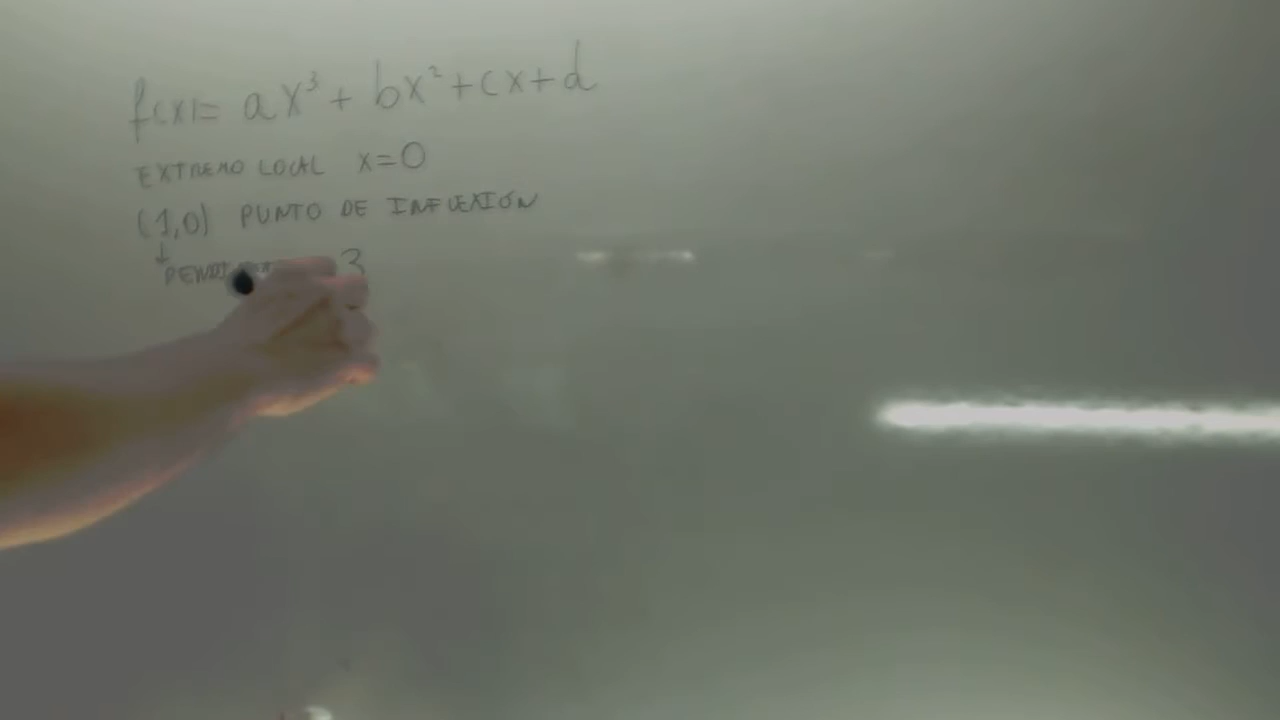 f(x)= ax³ + bx² + cx + d
EXTREMO LOCAL x=0
(1,0) PUNTO DE INFLEXIÓN
↓
3